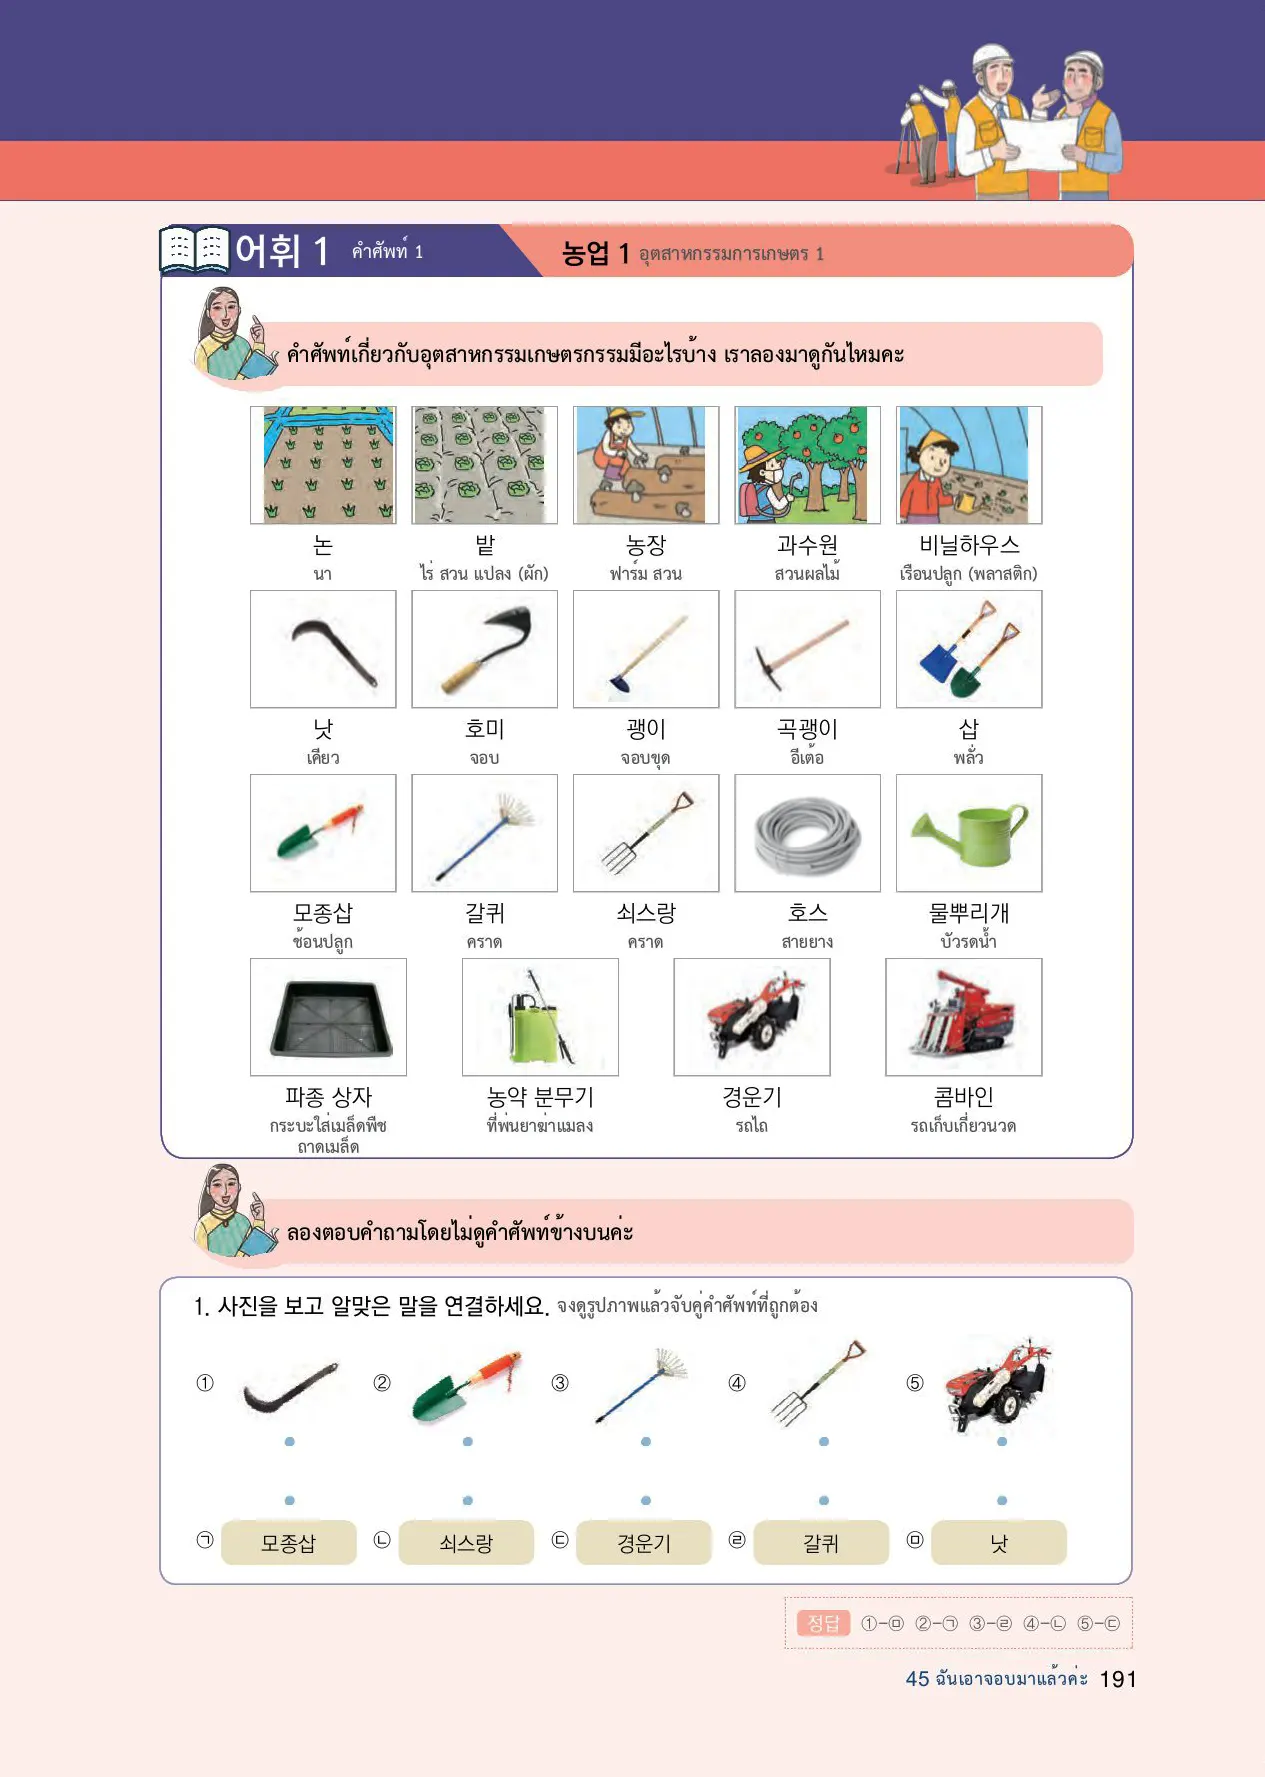 어휘 1 คำศัพท์ 1 농업 1 อุตสาหกรรมการเกษตร 1
คำศัพท์เกี่ยวกับอุตสาหกรรมเกษตรกรรมมีอะไรบ้าง เราลองมาดูกันไหมคะ
논 밭 농장 과수원 비닐하우스
นา ไร่ สวน แปลง (ผัก) ฟาร์ม สวน สวนผลไม้ เรือนปลูก (พลาสติก)
낫 호미 괭이 곡괭이 삽
เคียว จอบ จอบขุด อีเต้อ พลั่ว
모종삽 갈퀴 쇠스랑 호스 물뿌리개
ช้อนปลูก คราด คราด สายยาง บัวรดน้ำ
파종 상자 농약 분무기 경운기 콤바인
กระบะใส่เมล็ดพืช ที่พ่นยาฆ่าแมลง รถไถ รถเก็บเกี่ยวนวด
ถาดเมล็ด
ลองตอบคำถามโดยไม่ดูคำศัพท์ข้างบนค่ะ
1. 사진을 보고 알맞은 말을 연결하세요. จงดูรูปภาพแล้วจับคู่คำศัพท์ที่ถูกต้อง
① ② ③ ④ ⑤
㉠ 모종삽 ㉡ 쇠스랑 ㉢ 경운기 ㉣ 갈퀴 ㉤ 낫
정답 ①-㉤ ②-㉠ ③-㉣ ④-㉡ ⑤-㉢
45 ฉันเอาจอบมาแล้วค่ะ 191